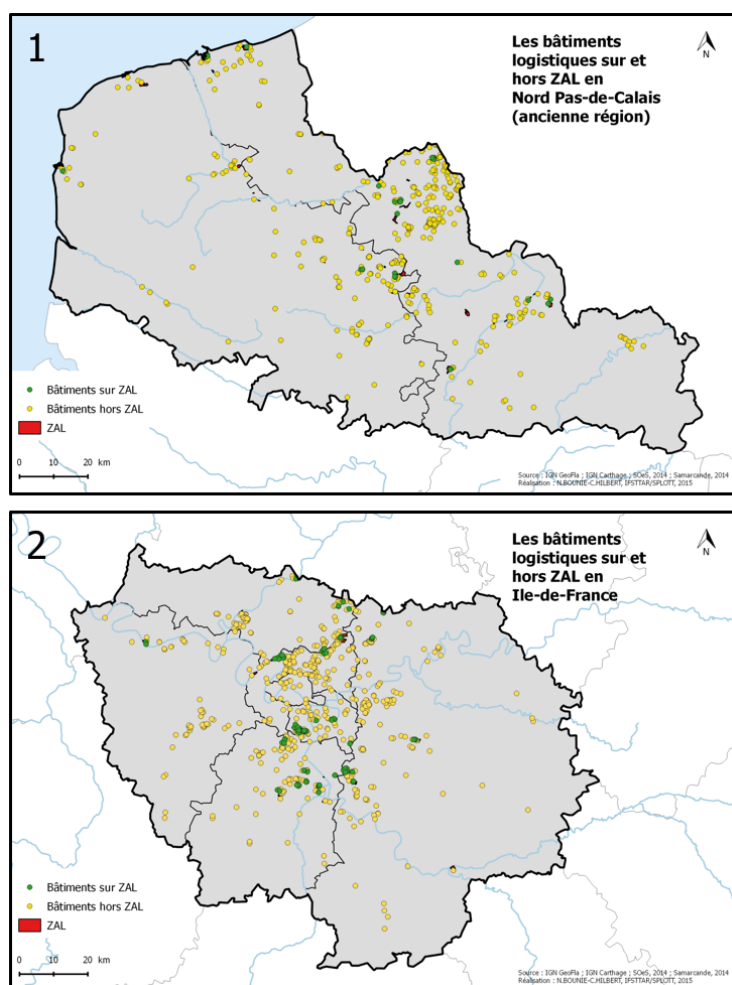 1
Les bâtiments
logistiques sur et
hors ZAL en
Nord Pas-de-Calais
(ancienne région)
N
Bâtiments sur ZAL
Bâtiments hors ZAL
ZAL
0 10 20 km
Source : IGN GeoFla ; IGN Carthage ; SOeS, 2014 ; Samarcande, 2014
Réalisation : N.BOUNIE-C.HILBERT, IFSTTAR/SPLOTT, 2015
2
Les bâtiments
logistiques sur et
hors ZAL en
Ile-de-France
N
Bâtiments sur ZAL
Bâtiments hors ZAL
ZAL
0 10 20 km
Source : IGN GeoFla ; IGN Carthage ; SOeS, 2014 ; Samarcande, 2014
Réalisation : N.BOUNIE-C.HILBERT, IFSTTAR/SPLOTT, 2015